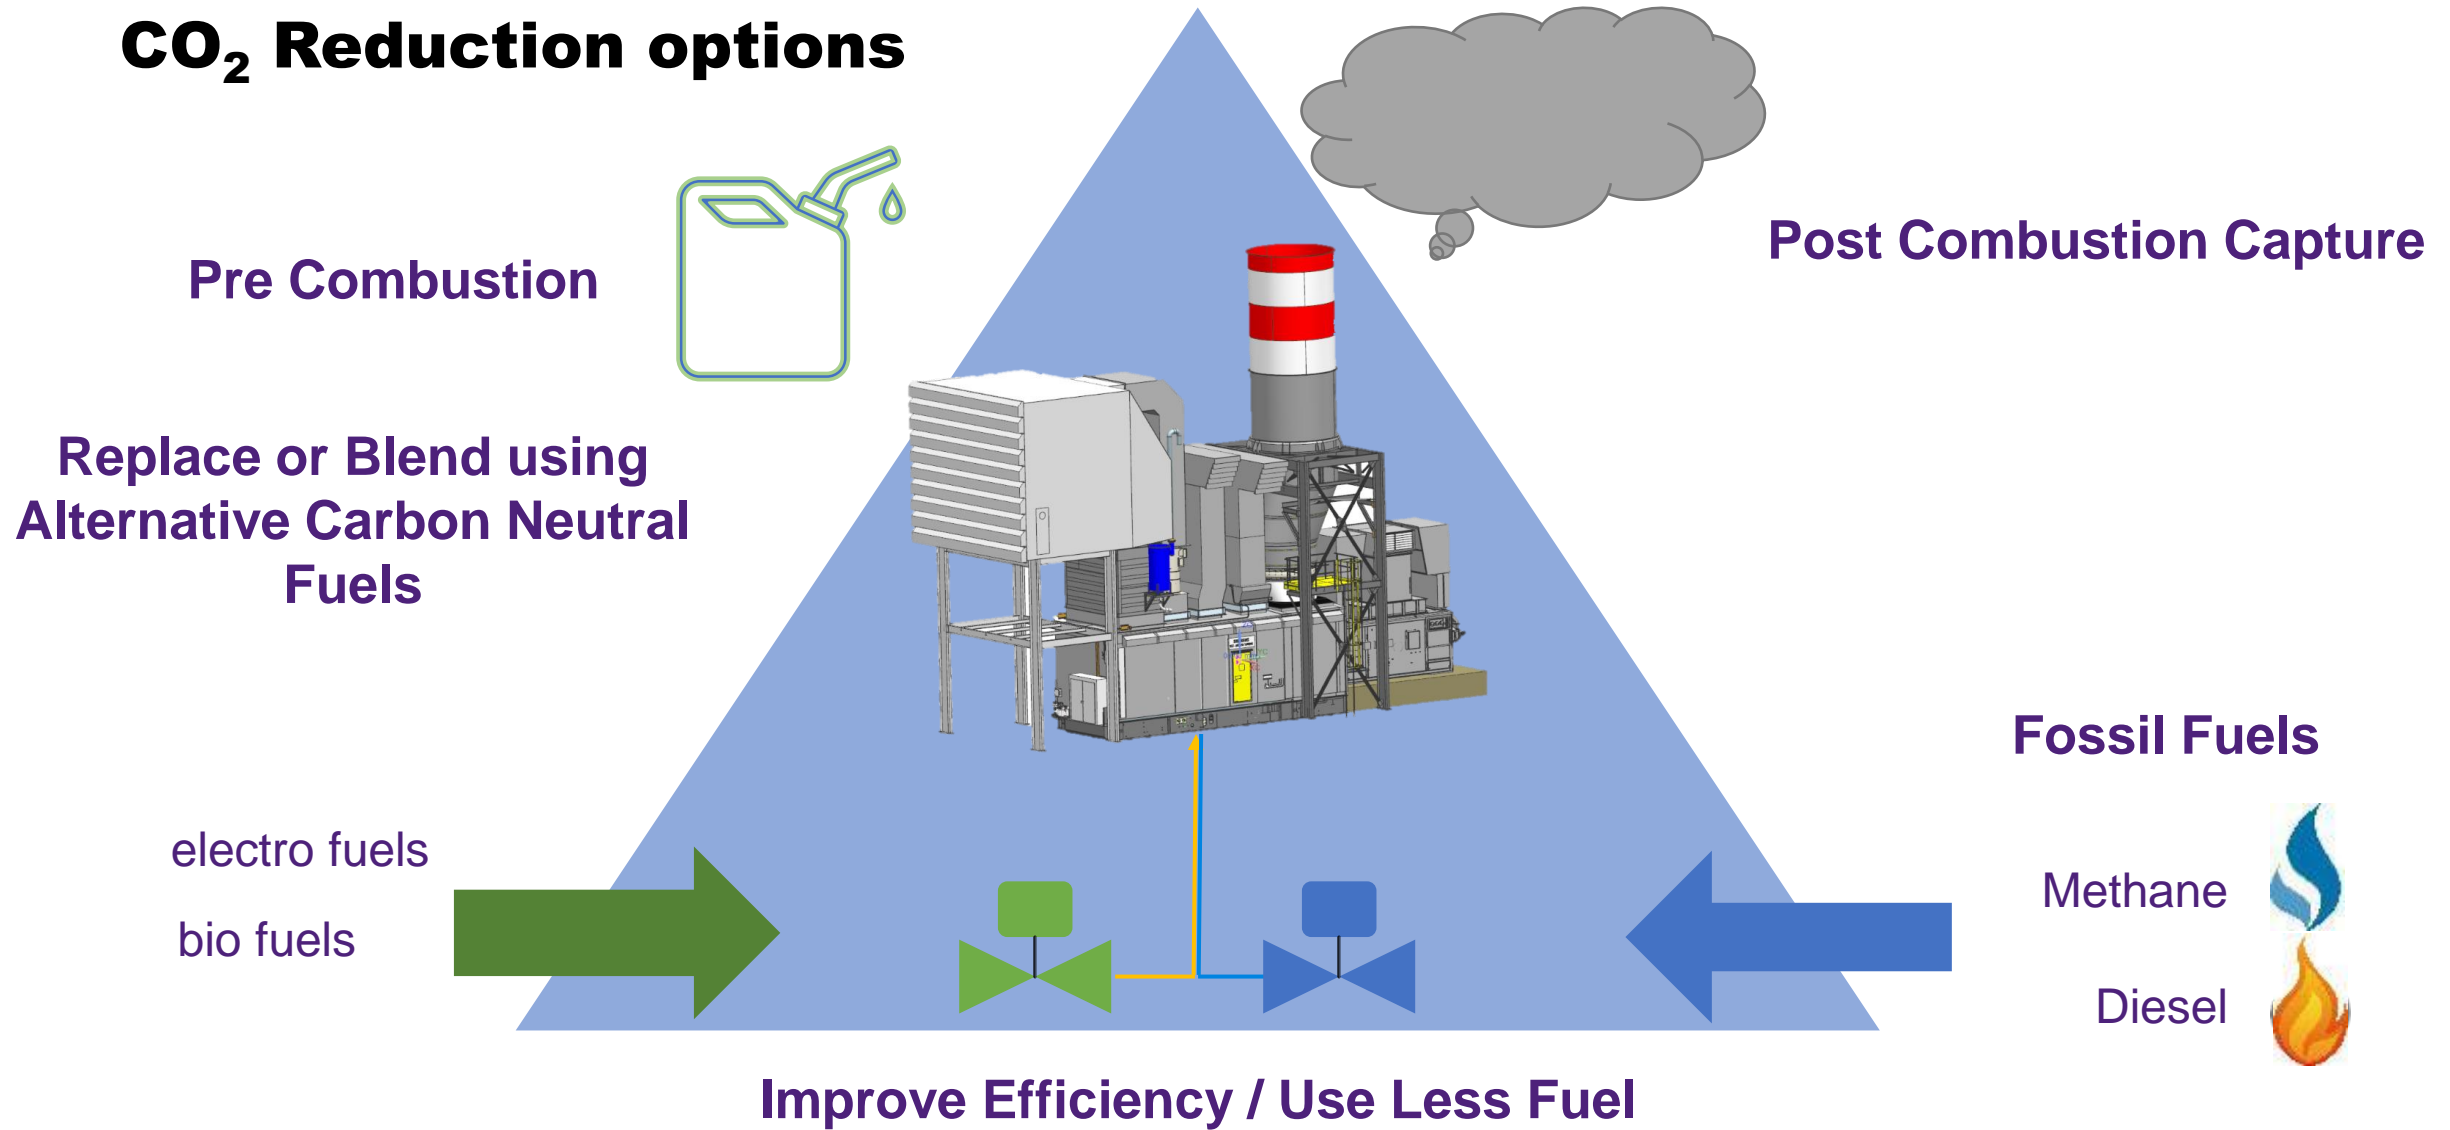 CO₂ Reduction options
Pre Combustion
Post Combustion Capture
Replace or Blend using
Alternative Carbon Neutral
Fuels
Fossil Fuels
electro fuels
Methane
bio fuels
Diesel
Improve Efficiency / Use Less Fuel